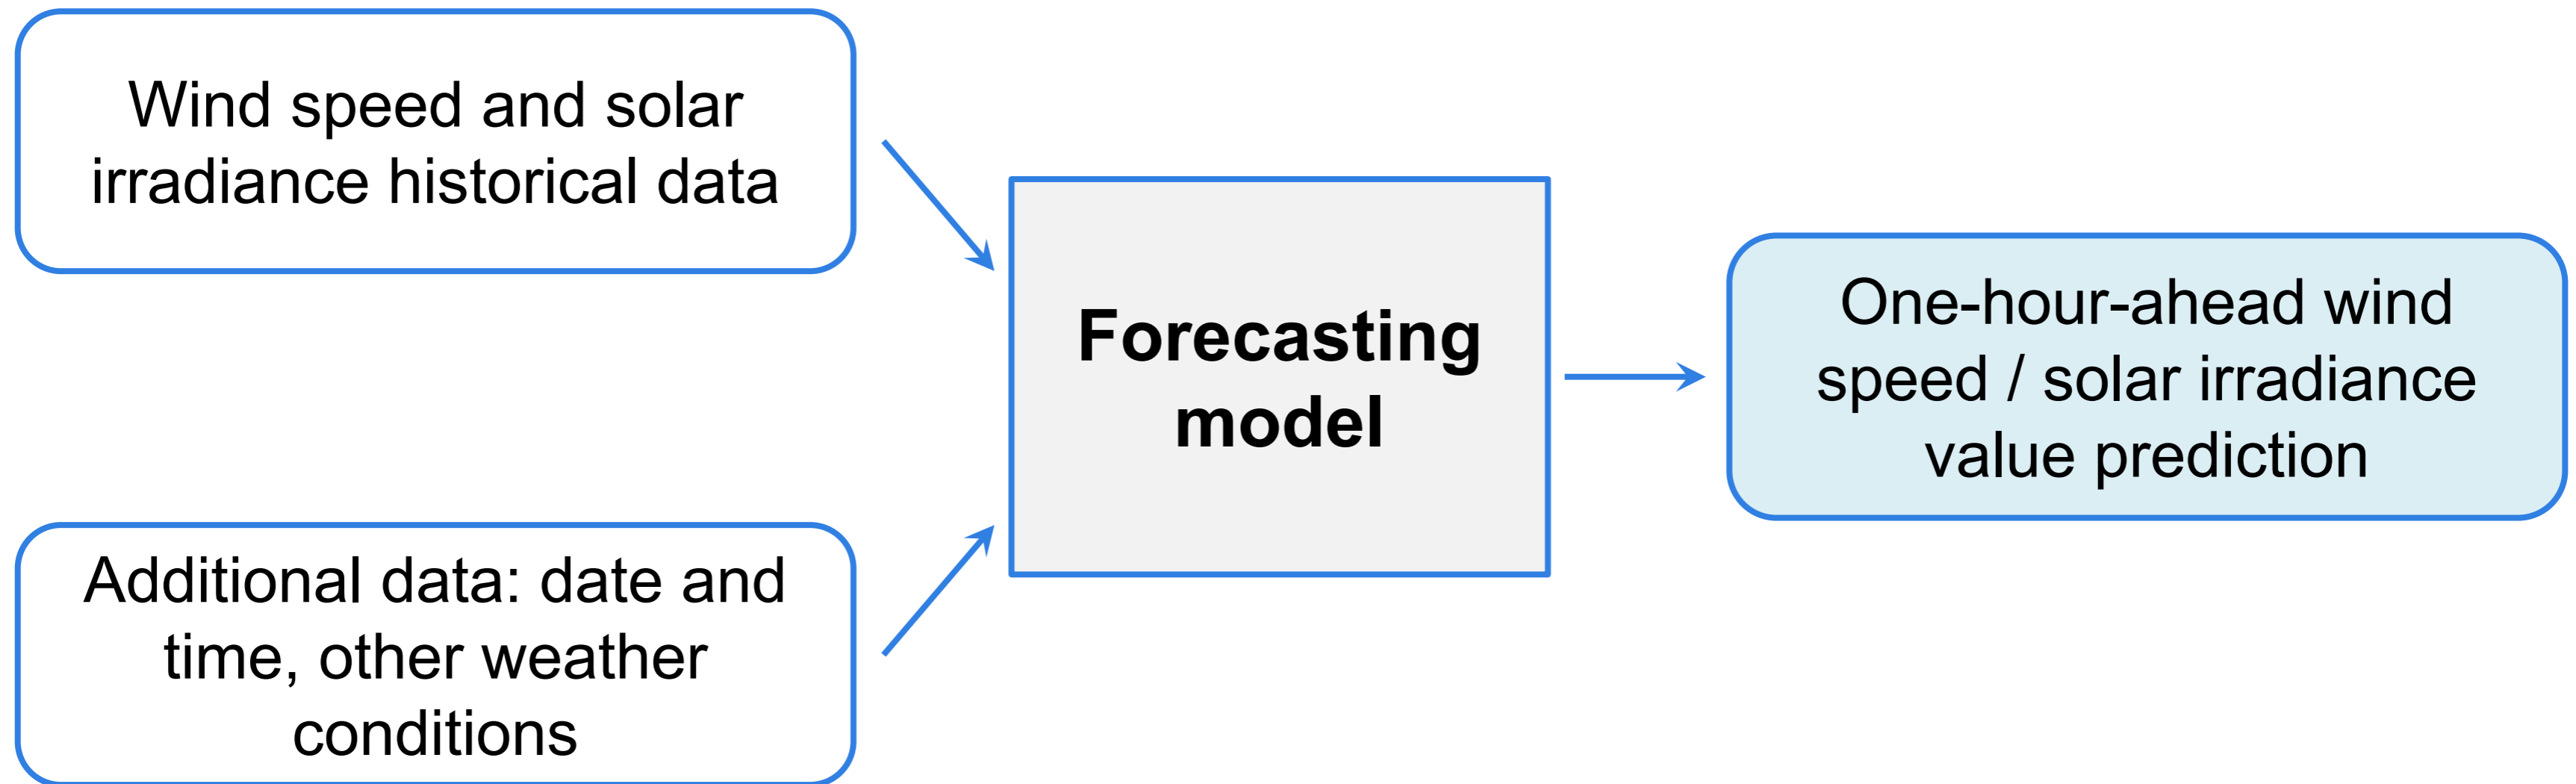 Wind speed and solar
irradiance historical data
Additional data: date and
time, other weather
conditions
Forecasting
model
One-hour-ahead wind
speed / solar irradiance
value prediction